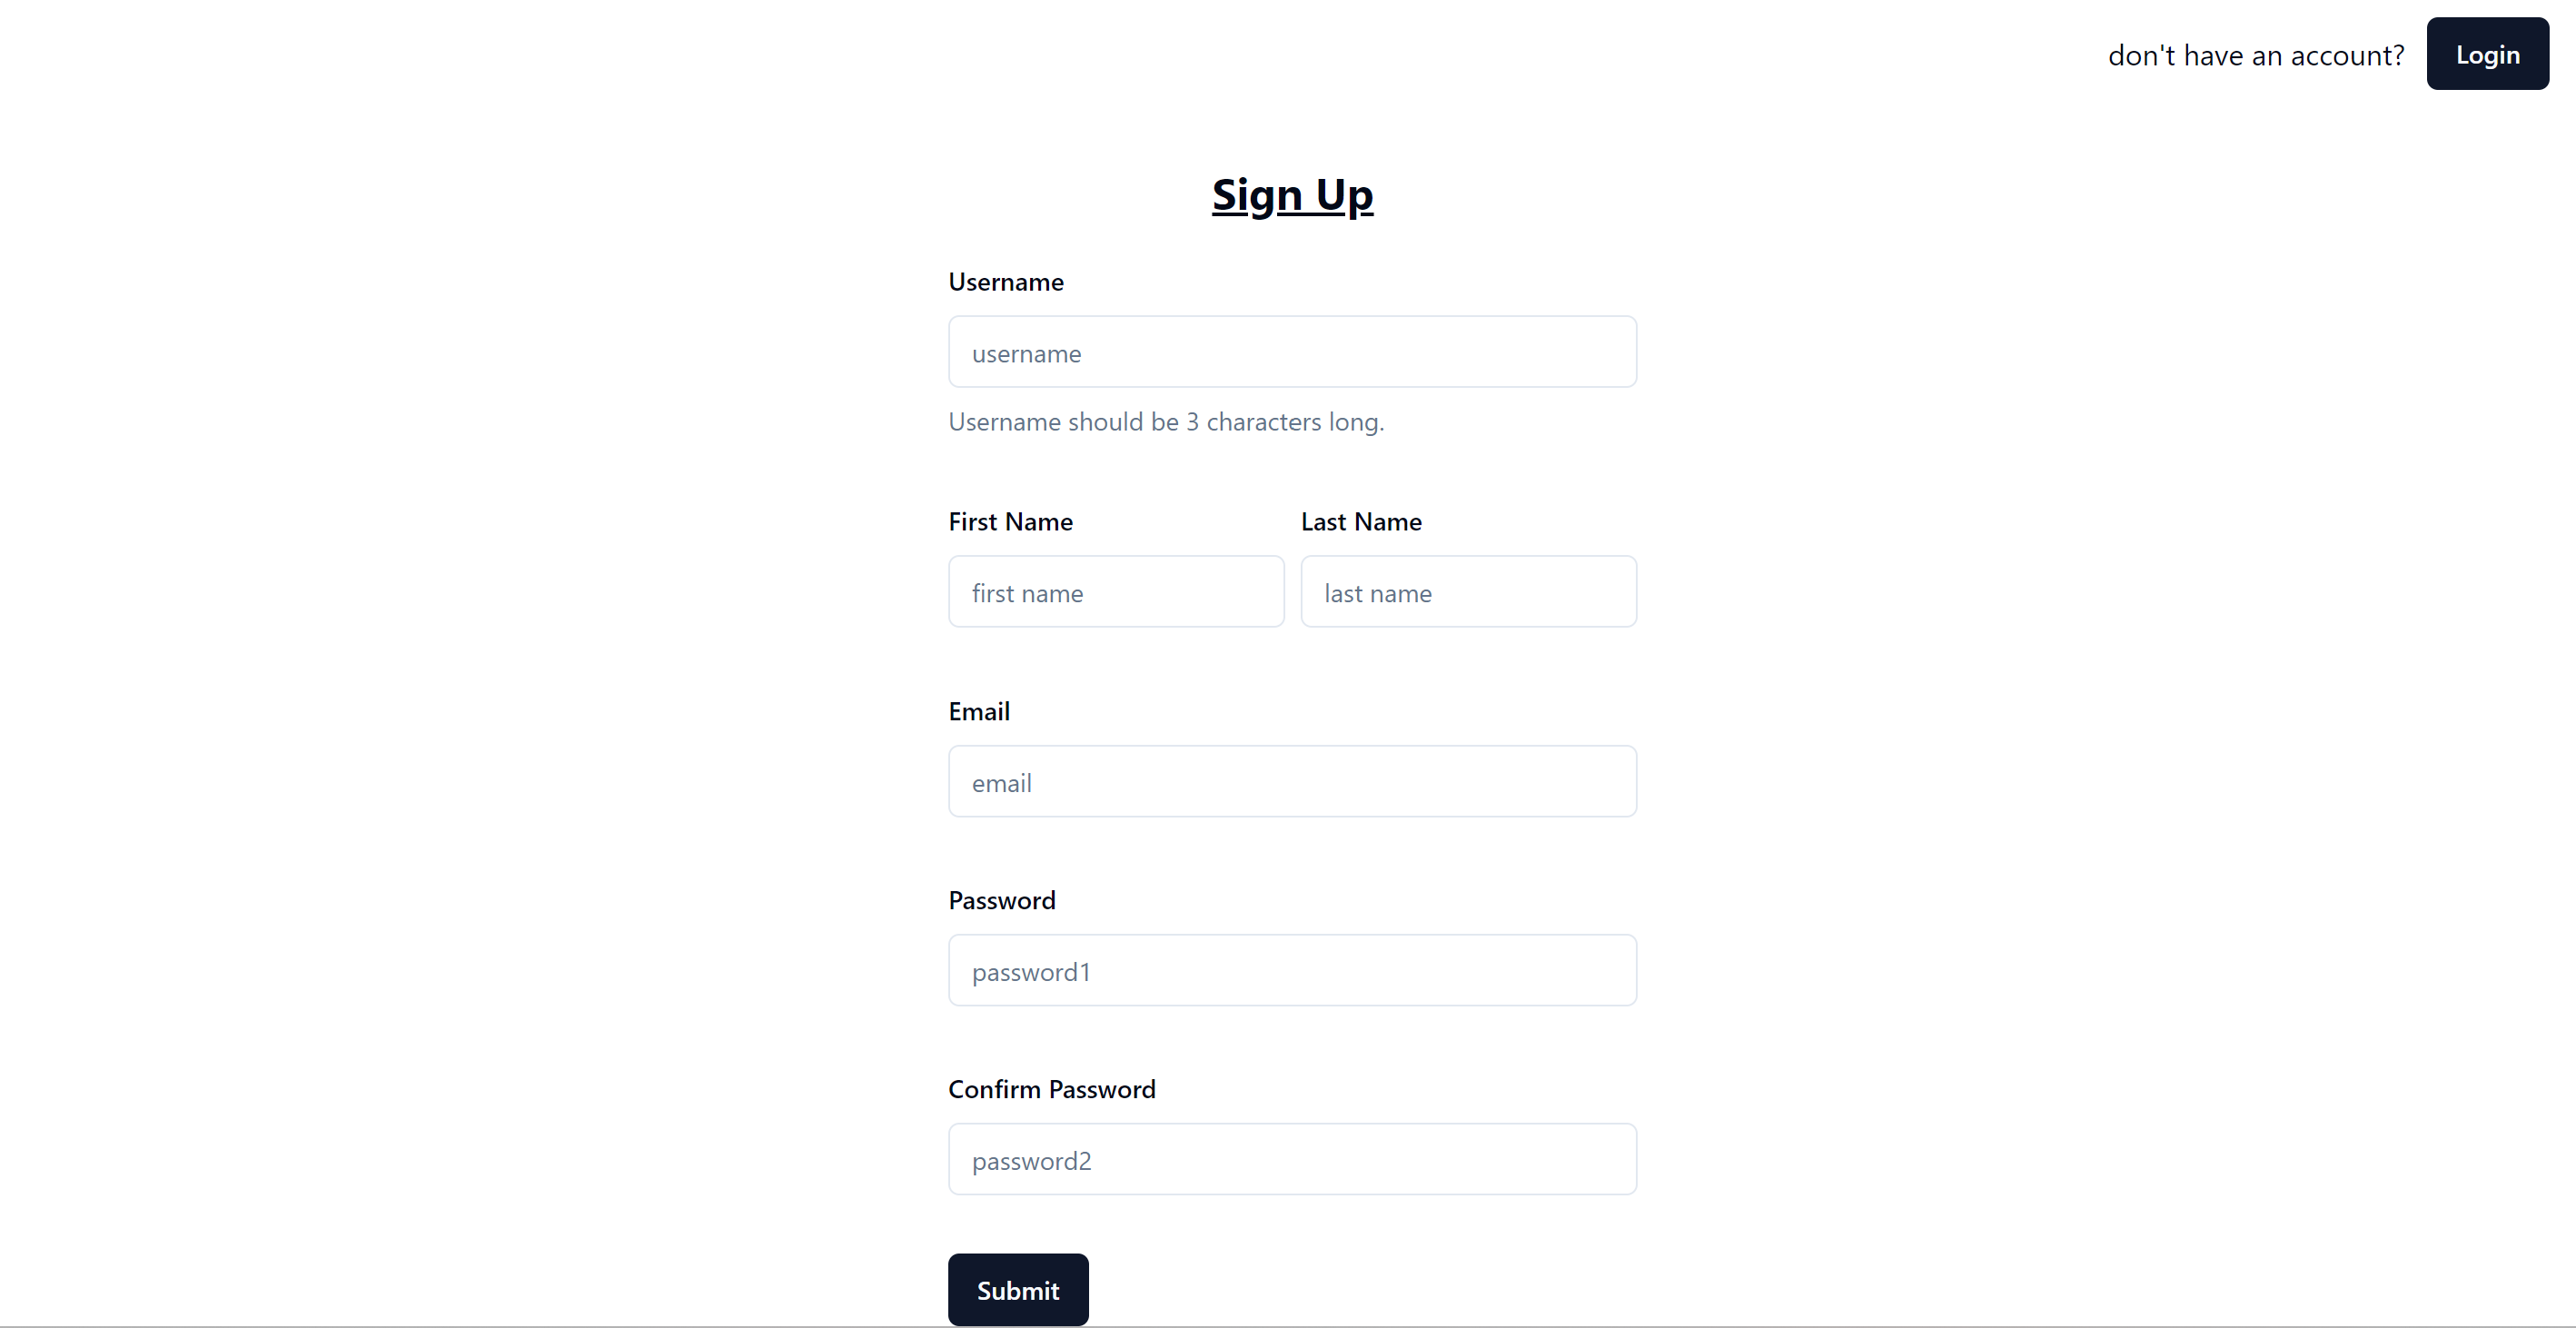 don't have an account? Login
Sign Up
Username
username
Username should be 3 characters long.
First Name Last Name
first name last name
Email
email
Password
password1
Confirm Password
password2
Submit